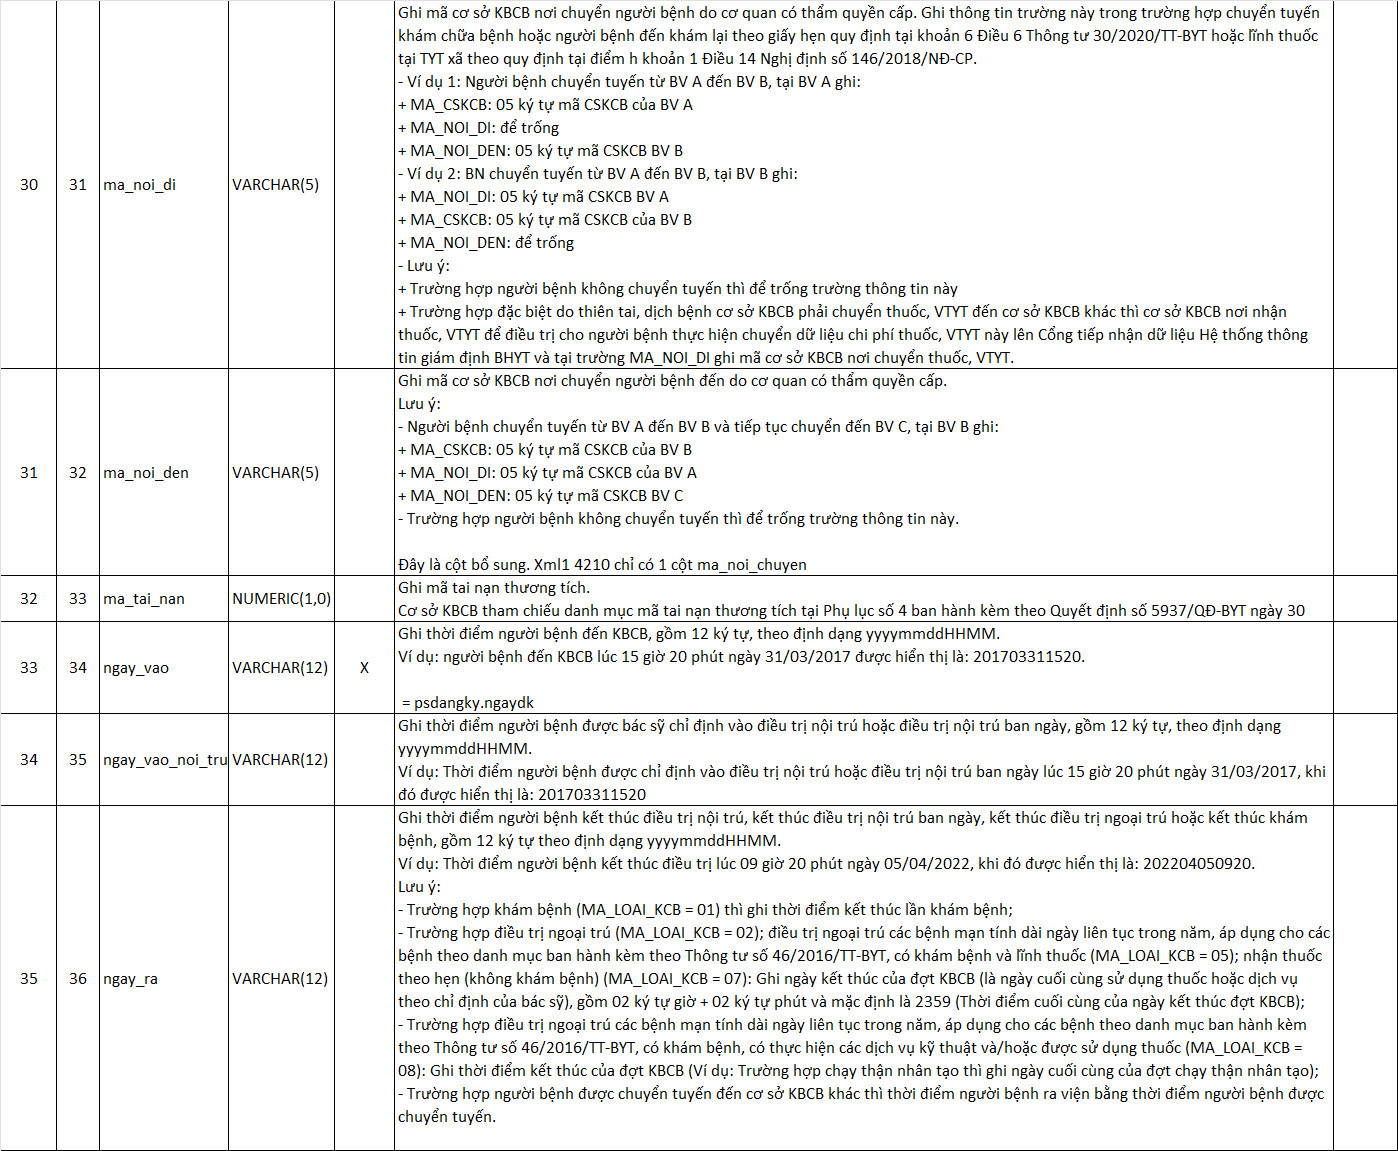 Ghi mã cơ sở KBCB nơi chuyển người bệnh do cơ quan có thẩm quyền cấp. Ghi thông tin trường này trong trường hợp chuyển tuyến
khám chữa bệnh hoặc người bệnh đến khám lại theo giấy hẹn quy định tại khoản 6 Điều 6 Thông tư 30/2020/TT-BYT hoặc lĩnh thuốc
tại TYT xã theo quy định tại điểm h khoản 1 Điều 14 Nghị định số 146/2018/NĐ-CP.
- Ví dụ 1: Người bệnh chuyển tuyến từ BV A đến BV B, tại BV A ghi:
+ MA_CSKCB: 05 ký tự mã CSKCB của BV A
+ MA_NOI_DI: để trống
+ MA_NOI_DEN: 05 ký tự mã CSKCB BV B
- Ví dụ 2: BN chuyển tuyến từ BV A đến BV B, tại BV B ghi:
30 31 ma_noi_di VARCHAR(5)
+ MA_NOI_DI: 05 ký tự mã CSKCB BV A
+ MA_CSKCB: 05 ký tự mã CSKCB của BV B
+ MA_NOI_DEN: để trống
- Lưu ý:
+ Trường hợp người bệnh không chuyển tuyến thì để trống trường thông tin này
+ Trường hợp đặc biệt do thiên tai, dịch bệnh cơ sở KBCB phải chuyển thuốc, VTYT đến cơ sở KBCB khác thì cơ sở KBCB nơi nhận
thuốc, VTYT để điều trị cho người bệnh thực hiện chuyển dữ liệu chi phí thuốc, VTYT này lên Cổng tiếp nhận dữ liệu Hệ thống thông
tin giám định BHYT và tại trường MA_NOI_DI ghi mã cơ sở KBCB nơi chuyển thuốc, VTYT.
Ghi mã cơ sở KBCB nơi chuyển người bệnh đến do cơ quan có thẩm quyền cấp.
Lưu ý:
- Người bệnh chuyển tuyến từ BV A đến BV B và tiếp tục chuyển đến BV C, tại BV B ghi:
+ MA_CSKCB: 05 ký tự mã CSKCB của BV B
31 32 ma_noi_den VARCHAR(5) + MA_NOI_DI: 05 ký tự mã CSKCB của BV A
+ MA_NOI_DEN: 05 ký tự mã CSKCB BV C
- Trường hợp người bệnh không chuyển tuyến thì để trống trường thông tin này.
Đây là cột bổ sung. Xml1 4210 chỉ có 1 cột ma_noi_chuyen
Ghi mã tai nạn thương tích.
32 33 ma_tai_nan NUMERIC(1,0)
Cơ sở KBCB tham chiếu danh mục mã tai nạn thương tích tại Phụ lục số 4 ban hành kèm theo Quyết định số 5937/QĐ-BYT ngày 30
Ghi thời điểm người bệnh đến KBCB, gồm 12 ký tự, theo định dạng yyyymmddHHMM.
Ví dụ: người bệnh đến KBCB lúc 15 giờ 20 phút ngày 31/03/2017 được hiển thị là: 201703311520.
33 34 ngay_vao VARCHAR(12) X
= psdangky.ngaydk
Ghi thời điểm người bệnh được bác sỹ chỉ định vào điều trị nội trú hoặc điều trị nội trú ban ngày, gồm 12 ký tự, theo định dạng
yyyymmddHHMM.
34 35 ngay_vao_noi_tru VARCHAR(12)
Ví dụ: Thời điểm người bệnh được chỉ định vào điều trị nội trú hoặc điều trị nội trú ban ngày lúc 15 giờ 20 phút ngày 31/03/2017, khi
đó được hiển thị là: 201703311520
Ghi thời điểm người bệnh kết thúc điều trị nội trú, kết thúc điều trị nội trú ban ngày, kết thúc điều trị ngoại trú hoặc kết thúc khám
bệnh, gồm 12 ký tự theo định dạng yyyymmddHHMM.
Ví dụ: Thời điểm người bệnh kết thúc điều trị lúc 09 giờ 20 phút ngày 05/04/2022, khi đó được hiển thị là: 202204050920.
Lưu ý:
- Trường hợp khám bệnh (MA_LOAI_KCB = 01) thì ghi thời điểm kết thúc lần khám bệnh;
- Trường hợp điều trị ngoại trú (MA_LOAI_KCB = 02); điều trị ngoại trú các bệnh mạn tính dài ngày liên tục trong năm, áp dụng cho các
bệnh theo danh mục ban hành kèm theo Thông tư số 46/2016/TT-BYT, có khám bệnh và lĩnh thuốc (MA_LOAI_KCB = 05); nhận thuốc
35 36 ngay_ra VARCHAR(12) theo hẹn (không khám bệnh) (MA_LOAI_KCB = 07): Ghi ngày kết thúc của đợt KBCB (là ngày cuối cùng sử dụng thuốc hoặc dịch vụ
theo chỉ định của bác sỹ), gồm 02 ký tự giờ + 02 ký tự phút và mặc định là 2359 (Thời điểm cuối cùng của ngày kết thúc đợt KBCB);
- Trường hợp điều trị ngoại trú các bệnh mạn tính dài ngày liên tục trong năm, áp dụng cho các bệnh theo danh mục ban hành kèm
theo Thông tư số 46/2016/TT-BYT, có khám bệnh, có thực hiện các dịch vụ kỹ thuật và/hoặc được sử dụng thuốc (MA_LOAI_KCB =
08): Ghi thời điểm kết thúc của đợt KBCB (Ví dụ: Trường hợp chạy thận nhân tạo thì ghi ngày cuối cùng của đợt chạy thận nhân tạo);
- Trường hợp người bệnh được chuyển tuyến đến cơ sở KBCB khác thì thời điểm người bệnh ra viện bằng thời điểm người bệnh được
chuyển tuyến.